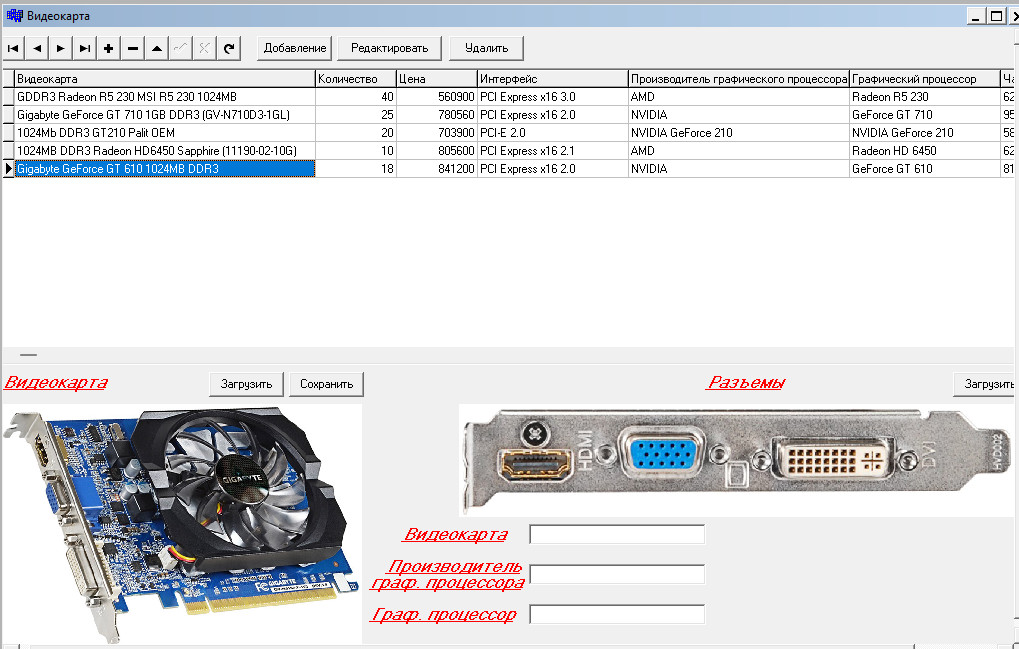 Видеокарта
Добавление Редактировать Удалить
Видеокарта Количество Цена Интерфейс Производитель графического процессора Графический процессор Ча
GDDR3 Radeon R5 230 MSI R5 230 1024MB 40 560900 PCI Express x16 3.0 AMD Radeon R5 230 62
Gigabyte GeForce GT 710 1GB DDR3 (GV-N710D3-1GL) 25 780560 PCI Express x16 2.0 NVIDIA GeForce GT 710 95
1024Mb DDR3 GT210 Palit OEM 20 703900 PCI-E 2.0 NVIDIA GeForce 210 NVIDIA GeForce 210 58
1024MB DDR3 Radeon HD6450 Sapphire (11190-02-10G) 10 805600 PCI Express x16 2.1 AMD Radeon HD 6450 62
Gigabyte GeForce GT 610 1024MB DDR3 18 841200 PCI Express x16 2.0 NVIDIA GeForce GT 610 81
Видеокарта Загрузить Сохранить Разъемы Загрузить
HDMI DVI HVDC02
GIGABYTE
Видеокарта
Производитель
граф. процессора
Граф. процессор